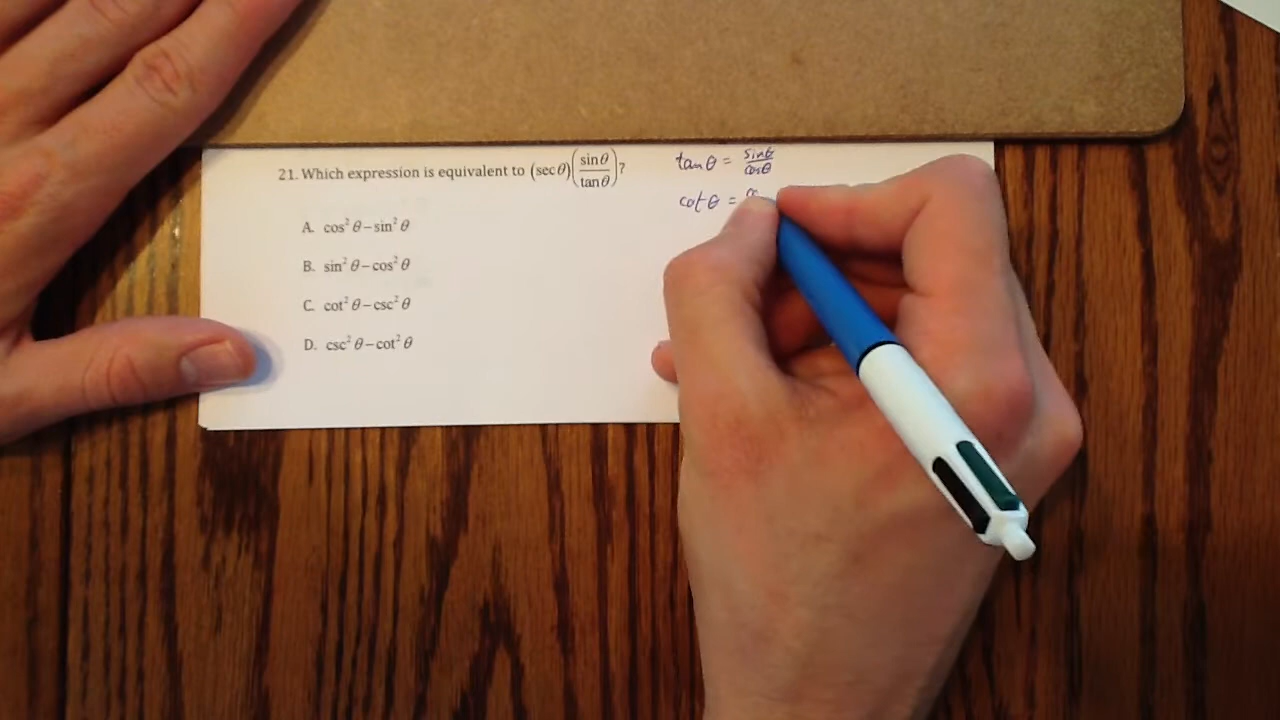 21. Which expression is equivalent to (sec θ)(sin θ / tan θ)?
A. cos² θ – sin² θ
B. sin² θ – cos² θ
C. cot² θ – csc² θ
D. csc² θ – cot² θ
tan θ = sin θ / cos θ
cot θ =